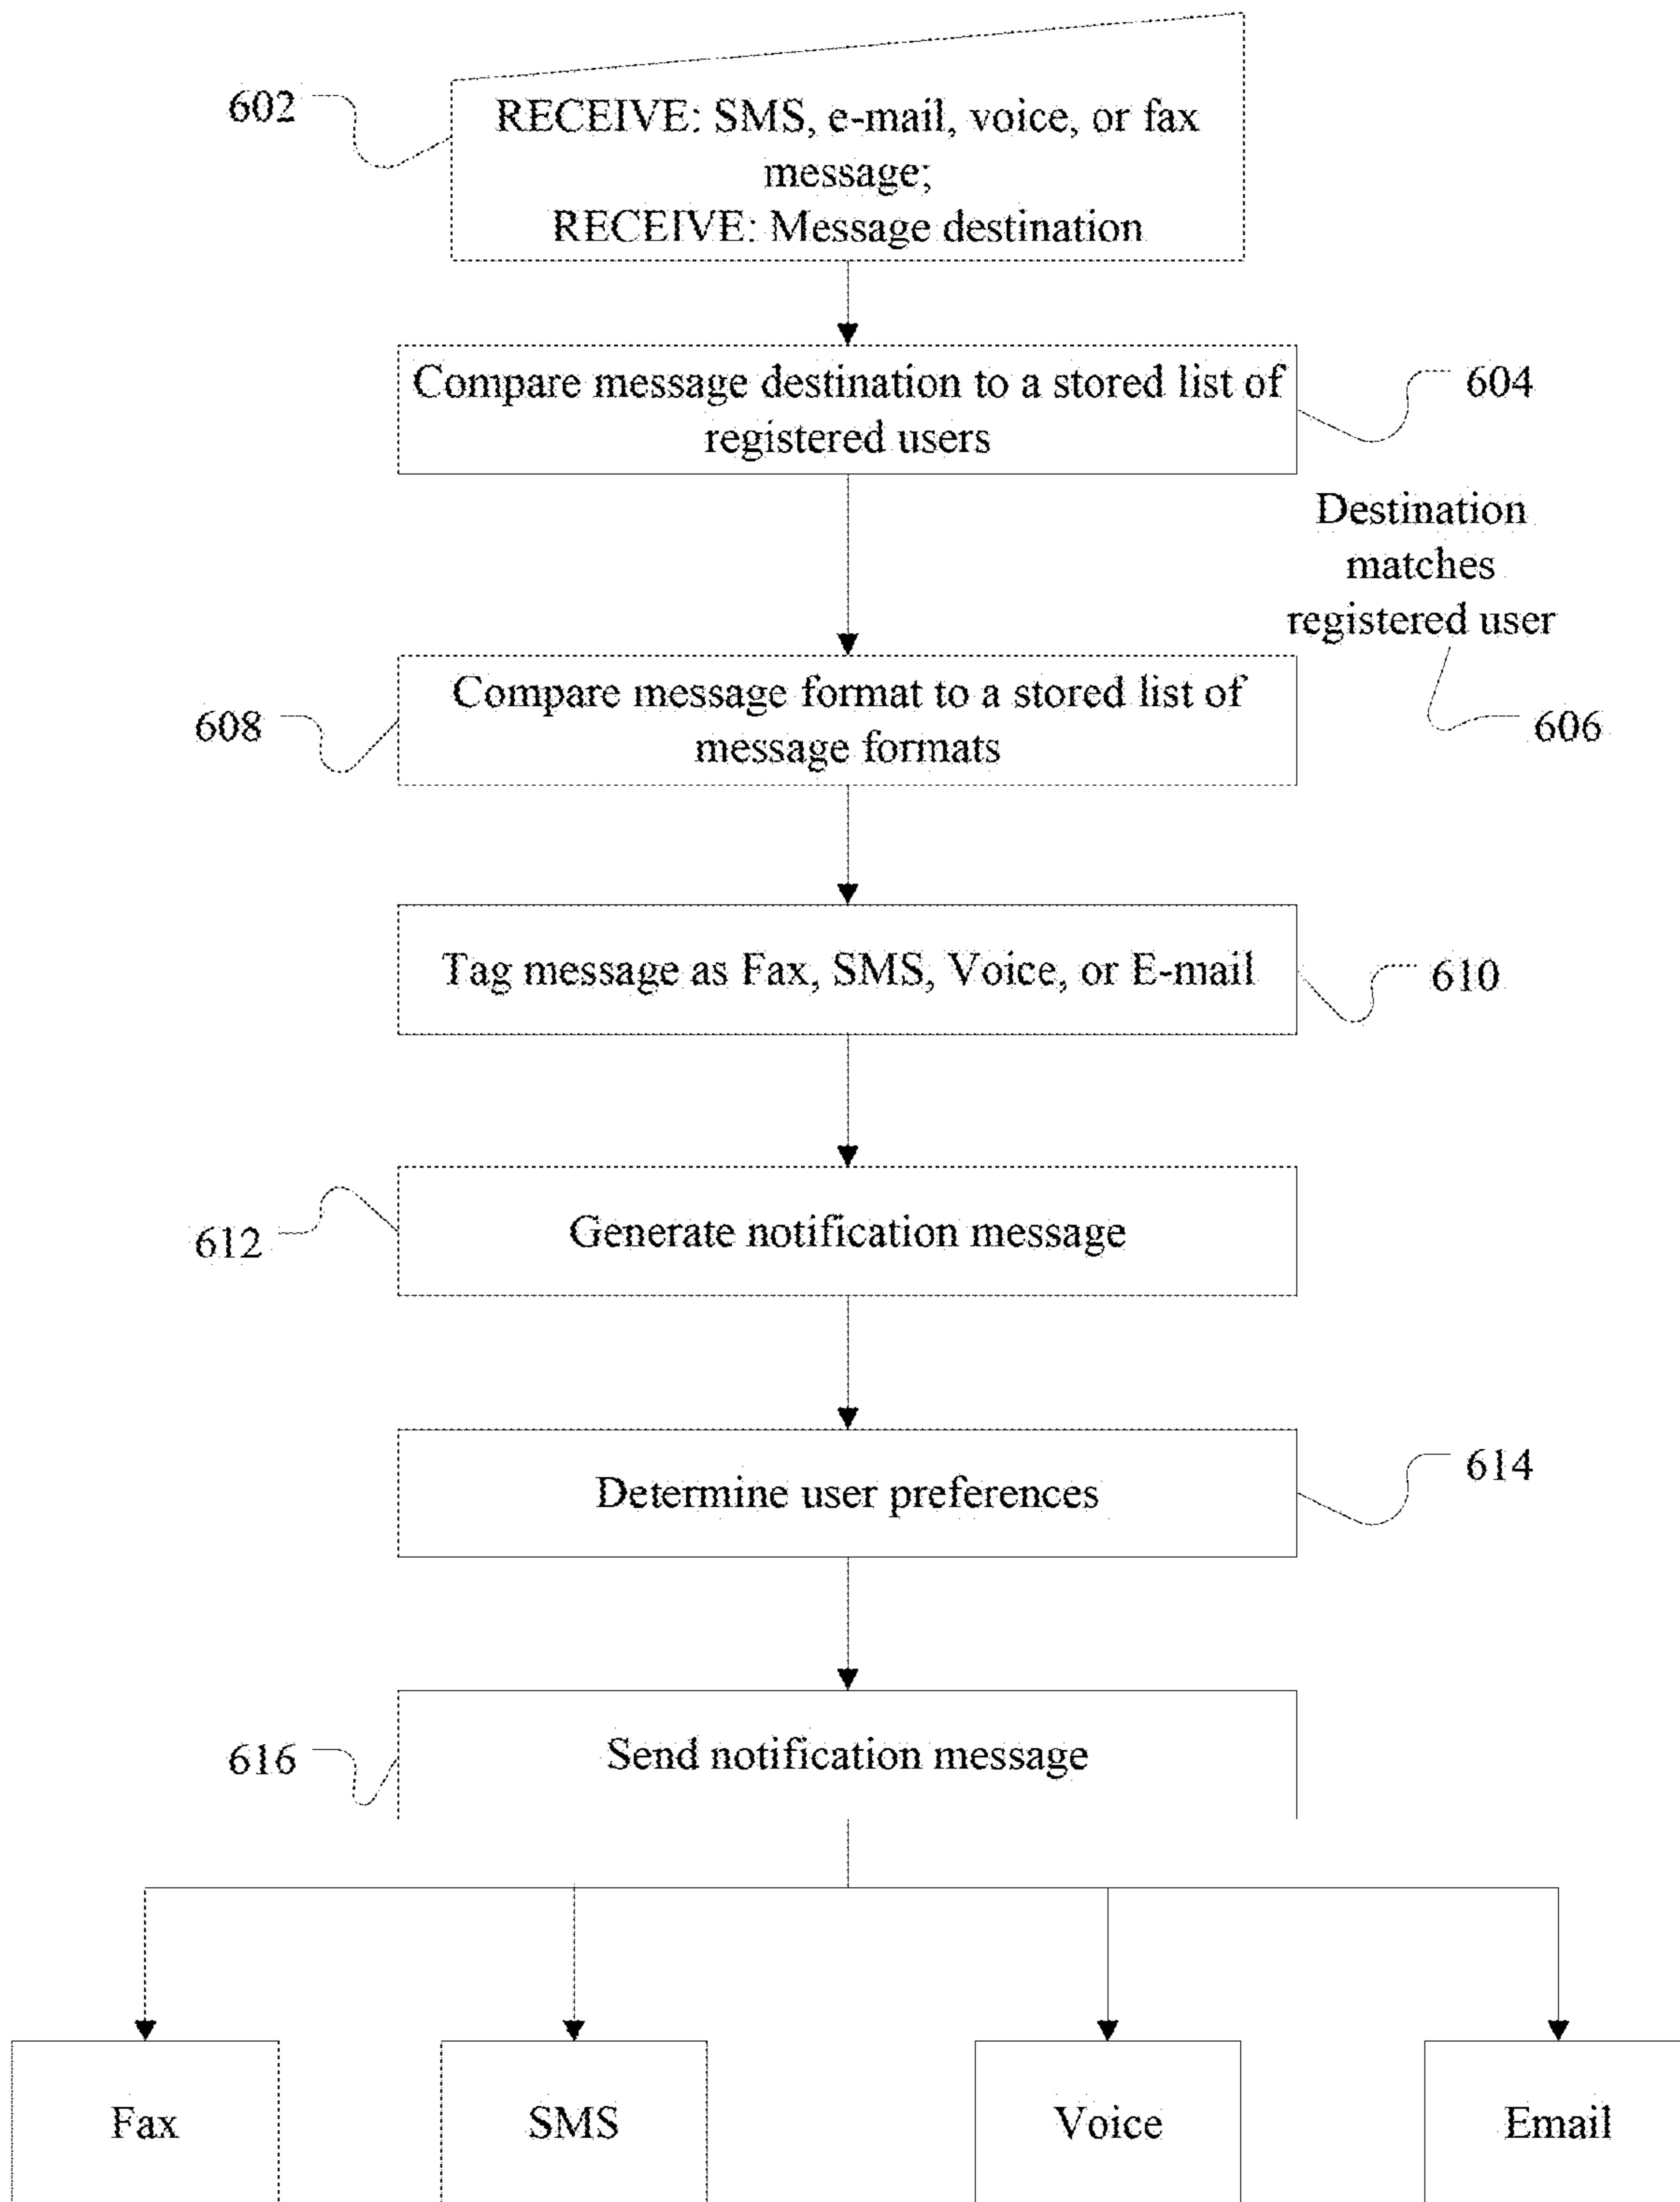 602
RECEIVE: SMS, e-mail, voice, or fax
message;
RECEIVE: Message destination
Compare message destination to a stored list of
registered users
604
Destination
matches
registered user
606
608
Compare message format to a stored list of
message formats
Tag message as Fax, SMS, Voice, or E-mail
610
612
Generate notification message
Determine user preferences
614
616
Send notification message
Fax
SMS
Voice
Email